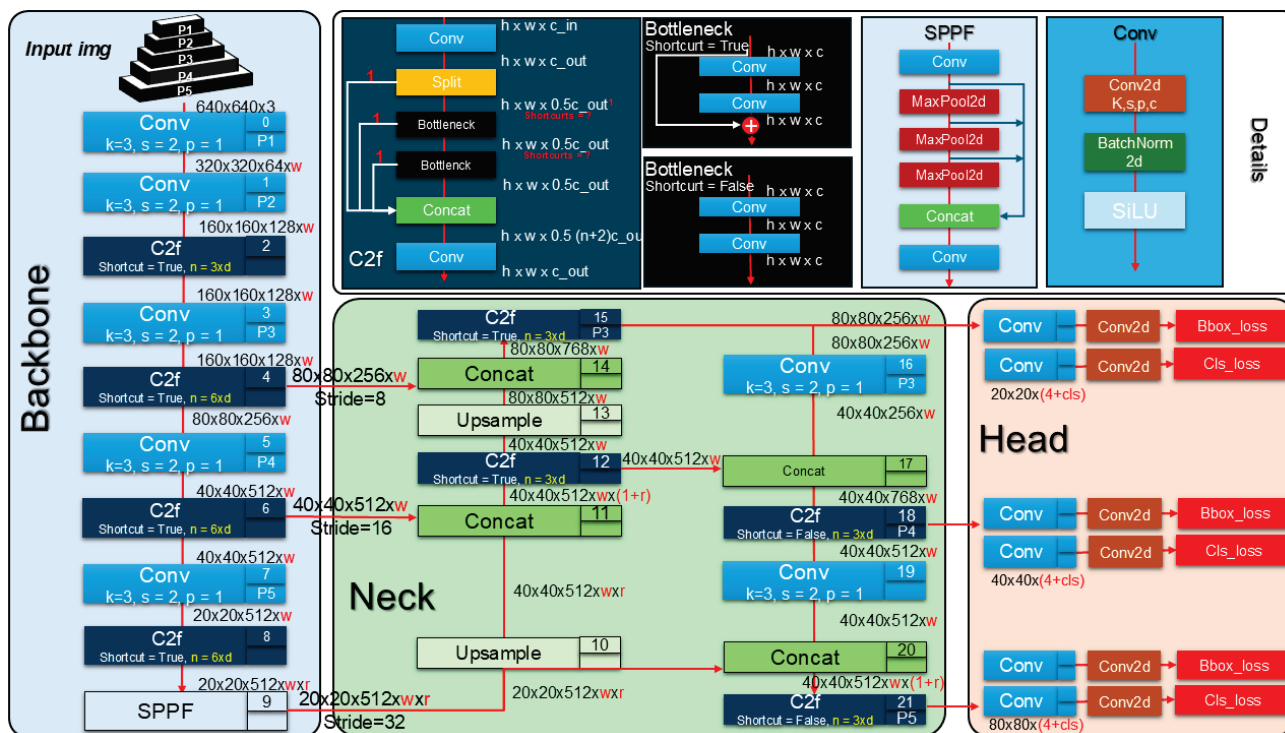 Input img
P1
P2
P3
P4
P5
640x640x3
Conv
k=3, s = 2, p = 1
0
P1
320x320x64xw
Conv
k=3, s = 2, p = 1
1
P2
160x160x128xw
C2f
Shortcut = True, n = 3xd
2
160x160x128xw
Conv
k=3, s = 2, p = 1
3
P3
160x160x128xw
C2f
Shortcut = True, n = 6xd
4
80x80x256xw
Stride=8
80x80x256xw
Conv
k=3, s = 2, p = 1
5
P4
40x40x512xw
C2f
Shortcut = True, n = 6xd
6
40x40x512xw
Stride=16
40x40x512xw
Conv
k=3, s = 2, p = 1
7
P5
20x20x512xw
C2f
Shortcut = True, n = 6xd
8
20x20x512xwxr
SPPF
9
20x20x512xwxr
Stride=32
Backbone
Conv
h x w x c_in
h x w x c_out
Split
1
h x w x 0.5c_out1
Shortcurts = ?
Bottleneck
1
h x w x 0.5c_out
Shortcurts = ?
Bottleneck
1
h x w x 0.5c_out
Concat
h x w x 0.5 (n+2)c_ou
C2f
Conv
h x w x c_out
Bottleneck
Shortcurt = True
h x w x c
Conv
h x w x c
Conv
h x w x c
+
Bottleneck
Shortcurt = False
h x w x c
Conv
h x w x c
Conv
h x w x c
SPPF
Conv
MaxPool2d
MaxPool2d
MaxPool2d
Concat
Conv
Conv
Conv2d
K,s,p,c
BatchNorm
2d
SiLU
Details
C2f
Shortcut = True, n = 3xd
15
P3
80x80x768xw
Concat
14
80x80x512xw
Upsample
13
40x40x512xw
C2f
Shortcut = True, n = 3xd
12
40x40x512xw
40x40x512xwx(1+r)
Concat
11
40x40x512xwxr
Upsample
10
20x20x512xwxr
Neck
80x80x256xw
80x80x256xw
Conv
k=3, s = 2, p = 1
16
P3
40x40x256xw
Concat
17
40x40x768xw
C2f
Shortcut = False, n = 3xd
18
P4
40x40x512xw
Conv
k=3, s = 2, p = 1
19
40x40x512xw
Concat
20
40x40x512xwx(1+r)
C2f
Shortcut = False, n = 3xd
21
P5
Conv
Conv2d
Bbox_loss
Conv
Conv2d
Cls_loss
20x20x(4+cls)
Head
Conv
Conv2d
Bbox_loss
Conv
Conv2d
Cls_loss
40x40x(4+cls)
Conv
Conv2d
Bbox_loss
Conv
Conv2d
Cls_loss
80x80x(4+cls)